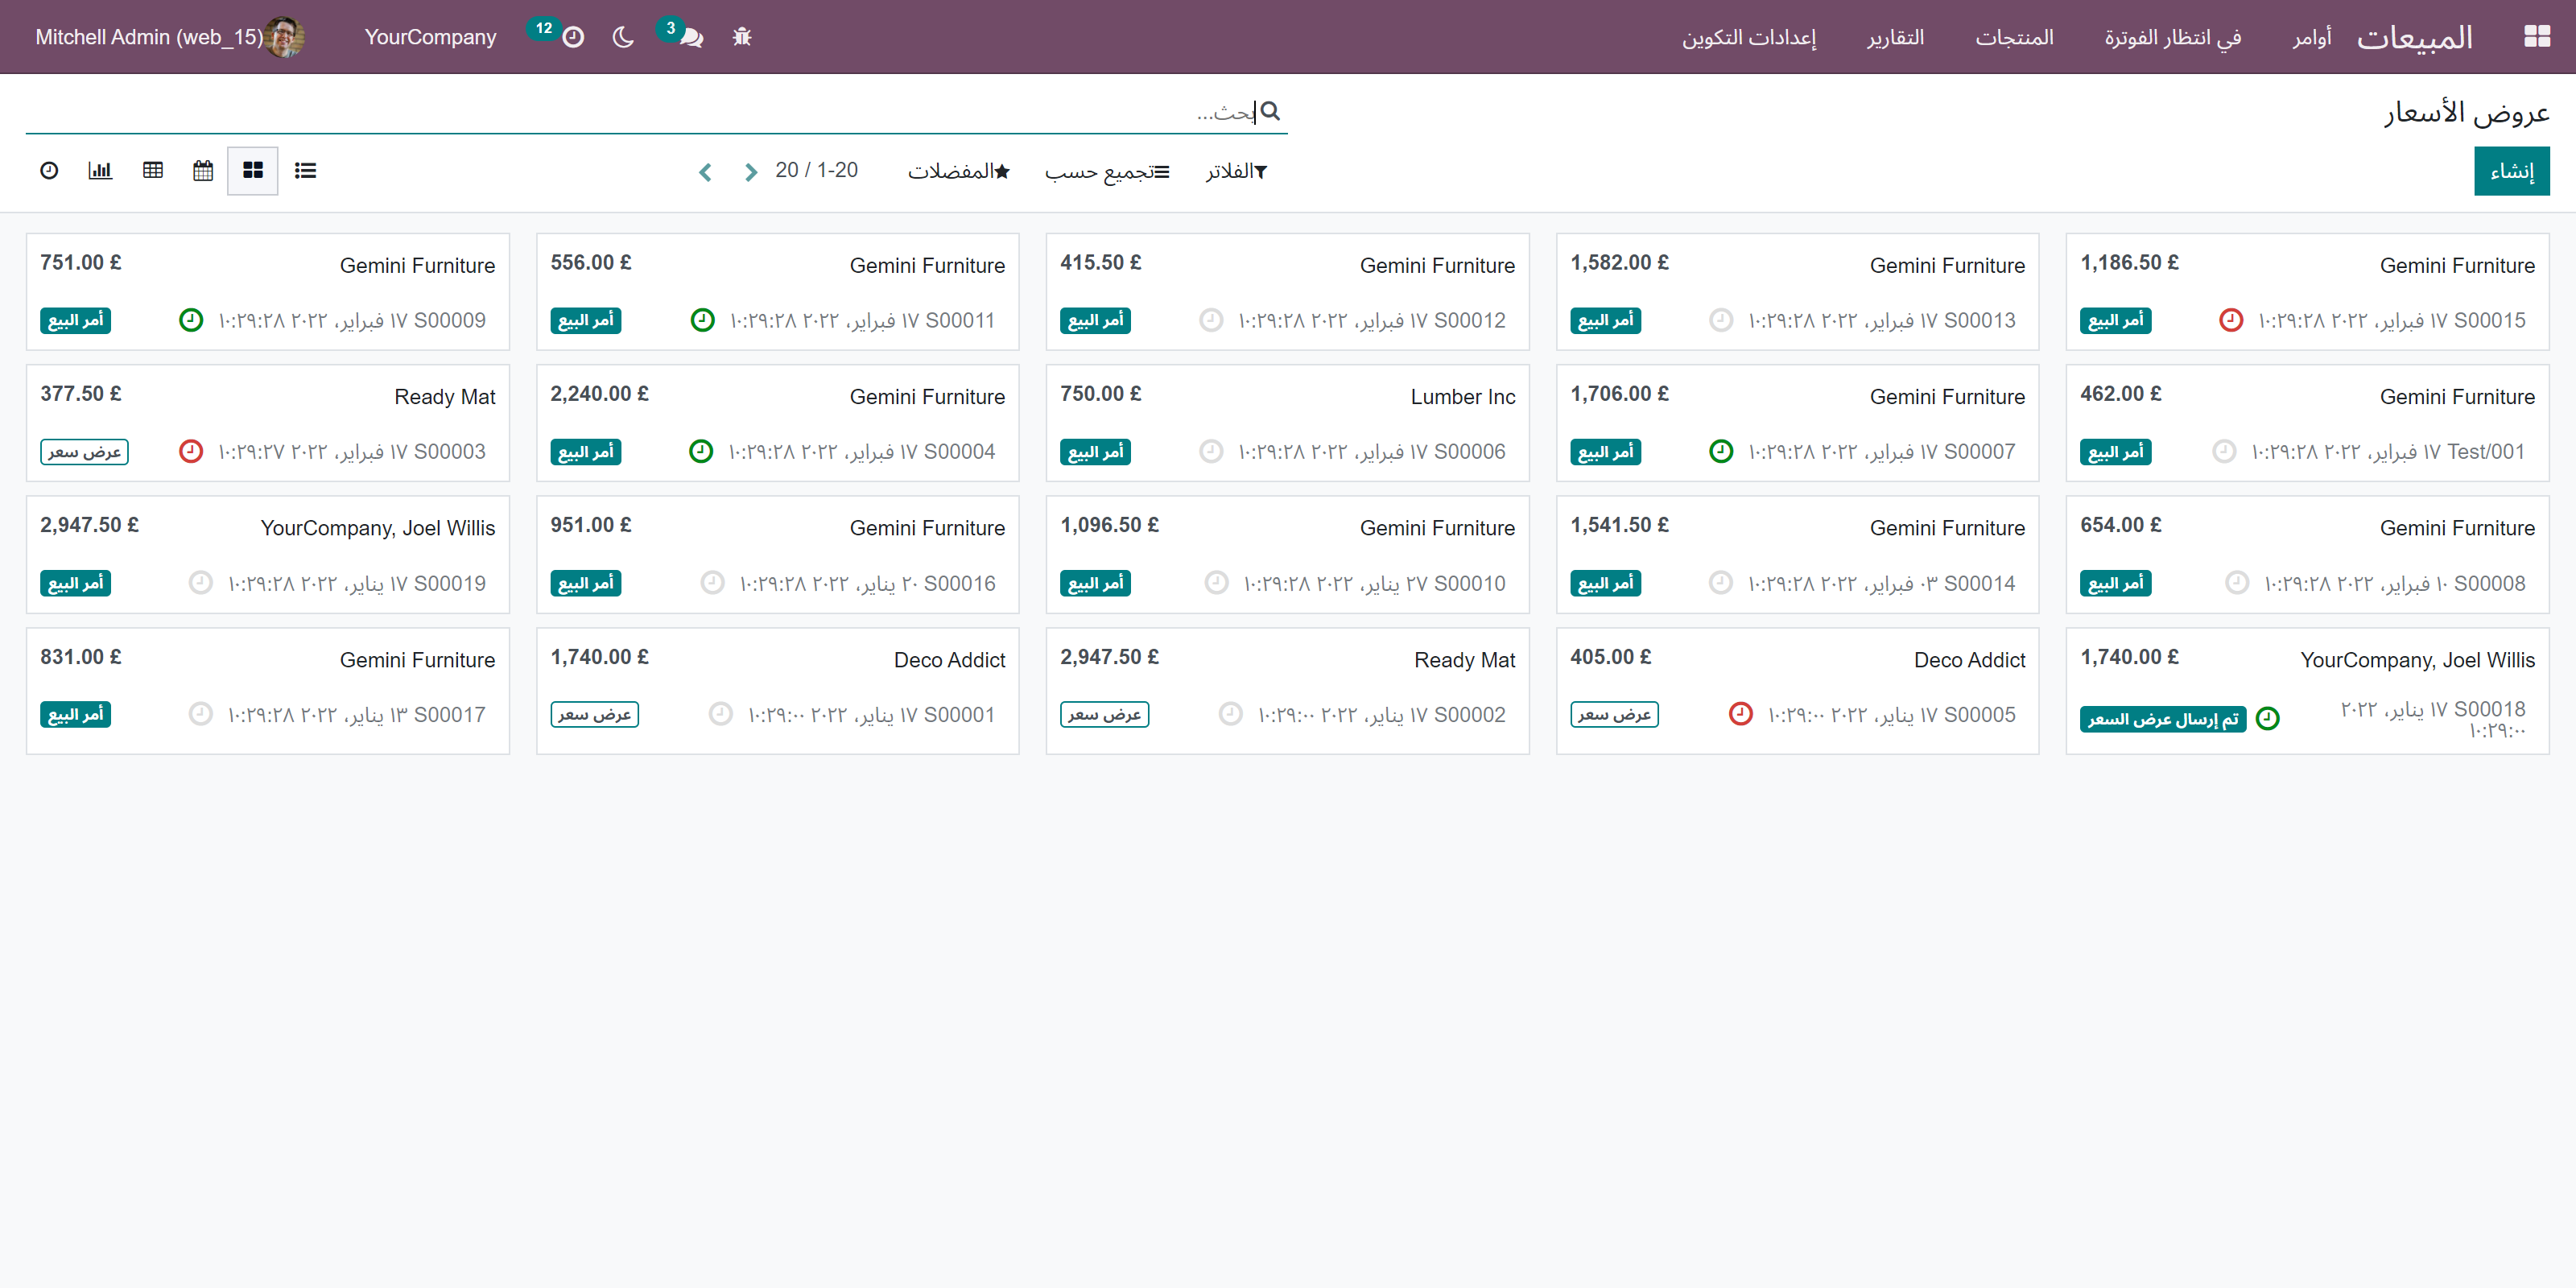 المبيعات
أوامر
في انتظار الفوترة
المنتجات
التقارير
إعدادات التكوين
3
12
YourCompany
Mitchell Admin (web_15)
عروض الأسعار
بحث...
إنشاء
الفلاتر
تجميع حسب
المفضلات
20 / 1-20
Gemini Furniture
1,186.50 £
S00015 ١٧ فبراير، ٢٠٢٢ ١٠:٢٩:٢٨
أمر البيع
Gemini Furniture
1,582.00 £
S00013 ١٧ فبراير، ٢٠٢٢ ١٠:٢٩:٢٨
أمر البيع
Gemini Furniture
415.50 £
S00012 ١٧ فبراير، ٢٠٢٢ ١٠:٢٩:٢٨
أمر البيع
Gemini Furniture
556.00 £
S00011 ١٧ فبراير، ٢٠٢٢ ١٠:٢٩:٢٨
أمر البيع
Gemini Furniture
751.00 £
S00009 ١٧ فبراير، ٢٠٢٢ ١٠:٢٩:٢٨
أمر البيع
Gemini Furniture
462.00 £
Test/001 ١٧ فبراير، ٢٠٢٢ ١٠:٢٩:٢٨
أمر البيع
Gemini Furniture
1,706.00 £
S00007 ١٧ فبراير، ٢٠٢٢ ١٠:٢٩:٢٨
أمر البيع
Lumber Inc
750.00 £
S00006 ١٧ فبراير، ٢٠٢٢ ١٠:٢٩:٢٨
أمر البيع
Gemini Furniture
2,240.00 £
S00004 ١٧ فبراير، ٢٠٢٢ ١٠:٢٩:٢٨
أمر البيع
Ready Mat
377.50 £
S00003 ١٧ فبراير، ٢٠٢٢ ١٠:٢٩:٢٧
عرض سعر
Gemini Furniture
654.00 £
S00008 ١٠ فبراير، ٢٠٢٢ ١٠:٢٩:٢٨
أمر البيع
Gemini Furniture
1,541.50 £
S00014 ٠٣ فبراير، ٢٠٢٢ ١٠:٢٩:٢٨
أمر البيع
Gemini Furniture
1,096.50 £
S00010 ٢٧ يناير، ٢٠٢٢ ١٠:٢٩:٢٨
أمر البيع
Gemini Furniture
951.00 £
S00016 ٢٠ يناير، ٢٠٢٢ ١٠:٢٩:٢٨
أمر البيع
YourCompany, Joel Willis
2,947.50 £
S00019 ١٧ يناير، ٢٠٢٢ ١٠:٢٩:٢٨
أمر البيع
YourCompany, Joel Willis
1,740.00 £
S00018 ١٧ يناير، ٢٠٢٢
١٠:٢٩:٠٠
تم إرسال عرض السعر
Deco Addict
405.00 £
S00005 ١٧ يناير، ٢٠٢٢ ١٠:٢٩:٠٠
عرض سعر
Ready Mat
2,947.50 £
S00002 ١٧ يناير، ٢٠٢٢ ١٠:٢٩:٠٠
عرض سعر
Deco Addict
1,740.00 £
S00001 ١٧ يناير، ٢٠٢٢ ١٠:٢٩:٠٠
عرض سعر
Gemini Furniture
831.00 £
S00017 ١٣ يناير، ٢٠٢٢ ١٠:٢٩:٢٨
أمر البيع